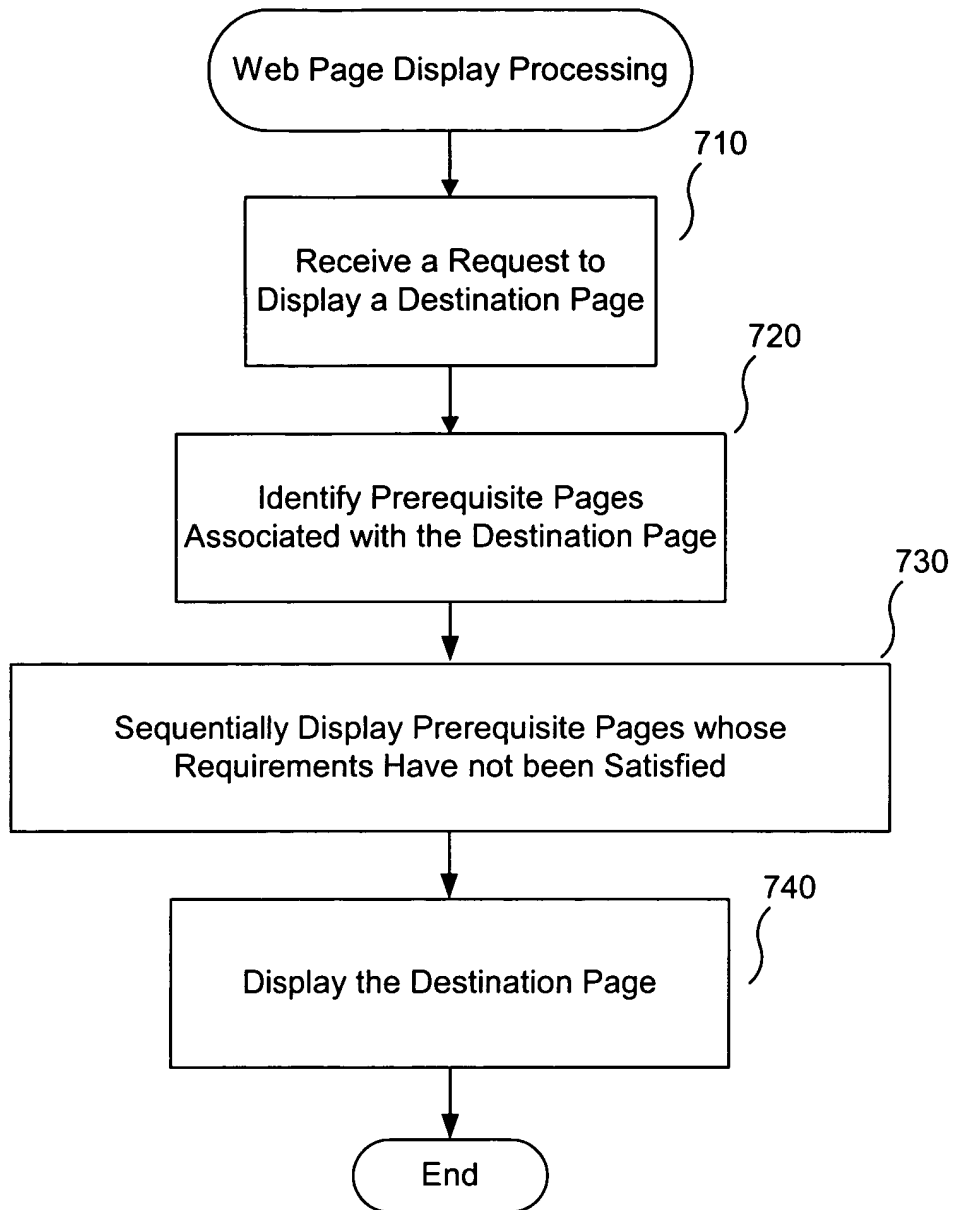 Web Page Display Processing
710
Receive a Request to
Display a Destination Page
720
Identify Prerequisite Pages
Associated with the Destination Page
730
Sequentially Display Prerequisite Pages whose
Requirements Have not been Satisfied
740
Display the Destination Page
End